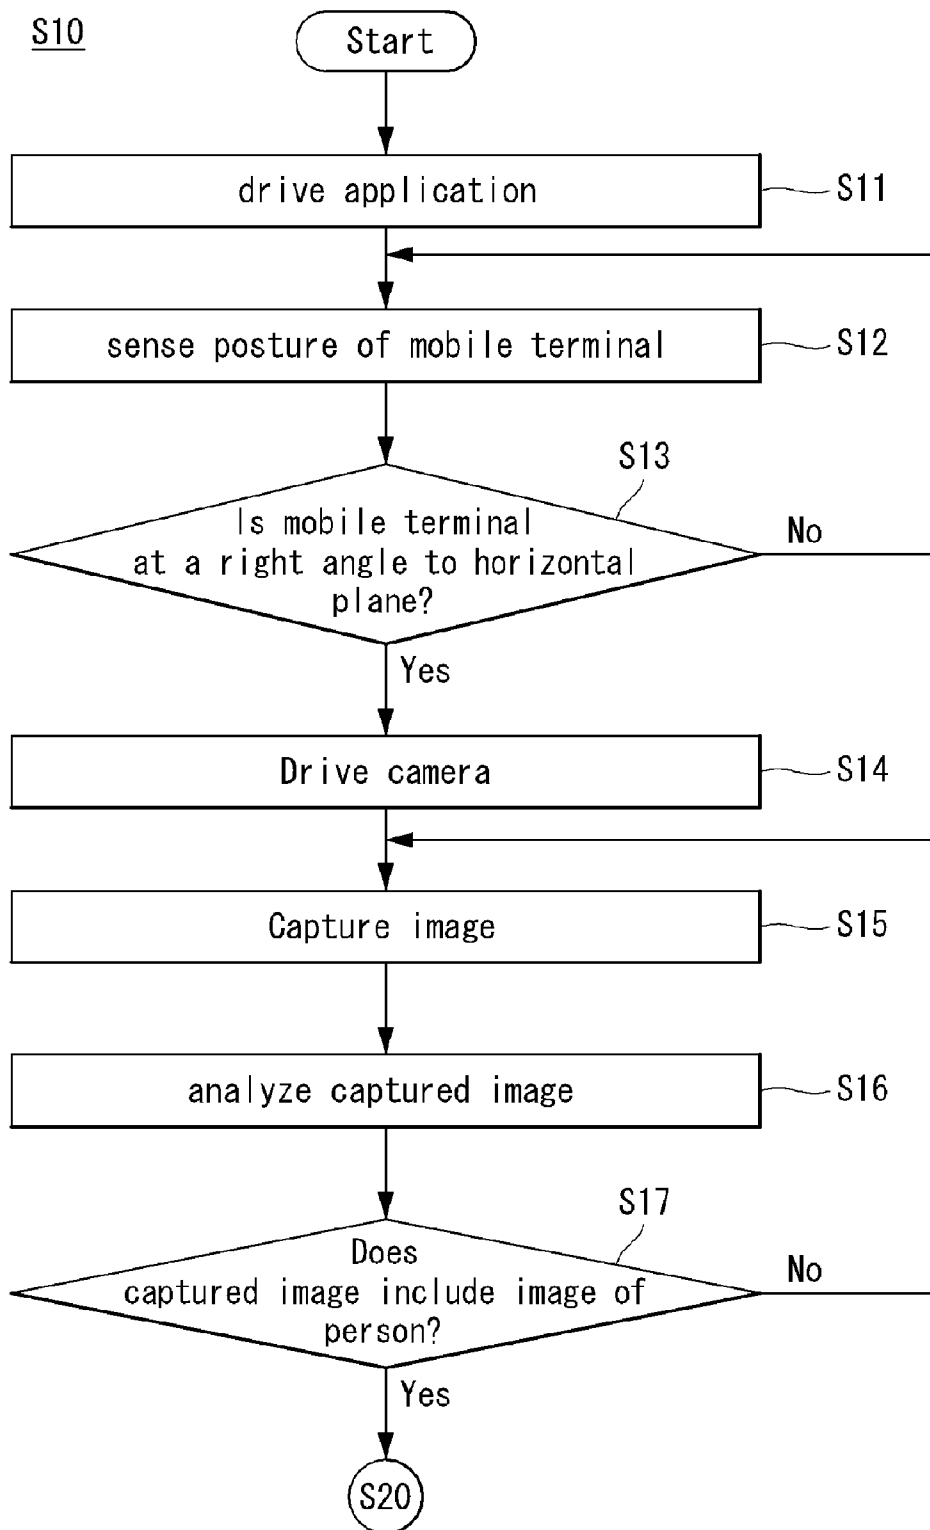 S10
Start
drive application
S11
sense posture of mobile terminal
S12
S13
Is mobile terminal
at a right angle to horizontal
plane?
No
Yes
Drive camera
S14
Capture image
S15
analyze captured image
S16
S17
Does
captured image include image of
person?
No
Yes
S20